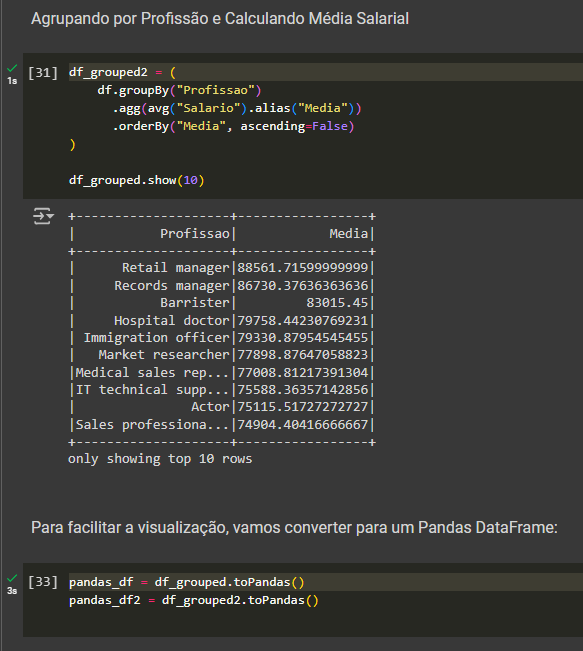 Agrupando por Profissão e Calculando Média Salarial
[31] df_grouped2 = (
1s
    df.groupBy("Profissao")
      .agg(avg("Salario").alias("Media"))
      .orderBy("Media", ascending=False)
)
df_grouped.show(10)
+--------------------+-----------------+
|           Profissao|            Media|
+--------------------+-----------------+
|      Retail manager|88561.71599999999|
|     Records manager|86730.37636363636|
|           Barrister|         83015.45|
|     Hospital doctor|79758.44230769231|
| Immigration officer|79330.87954545455|
|   Market researcher|77898.87647058823|
|Medical sales rep...|77008.81217391304|
|IT technical supp...|75588.36357142856|
|               Actor|75115.51727272727|
|Sales professiona...|74904.40416666667|
+--------------------+-----------------+
only showing top 10 rows
Para facilitar a visualização, vamos converter para um Pandas DataFrame:
[33] pandas_df = df_grouped.toPandas()
3s
pandas_df2 = df_grouped2.toPandas()